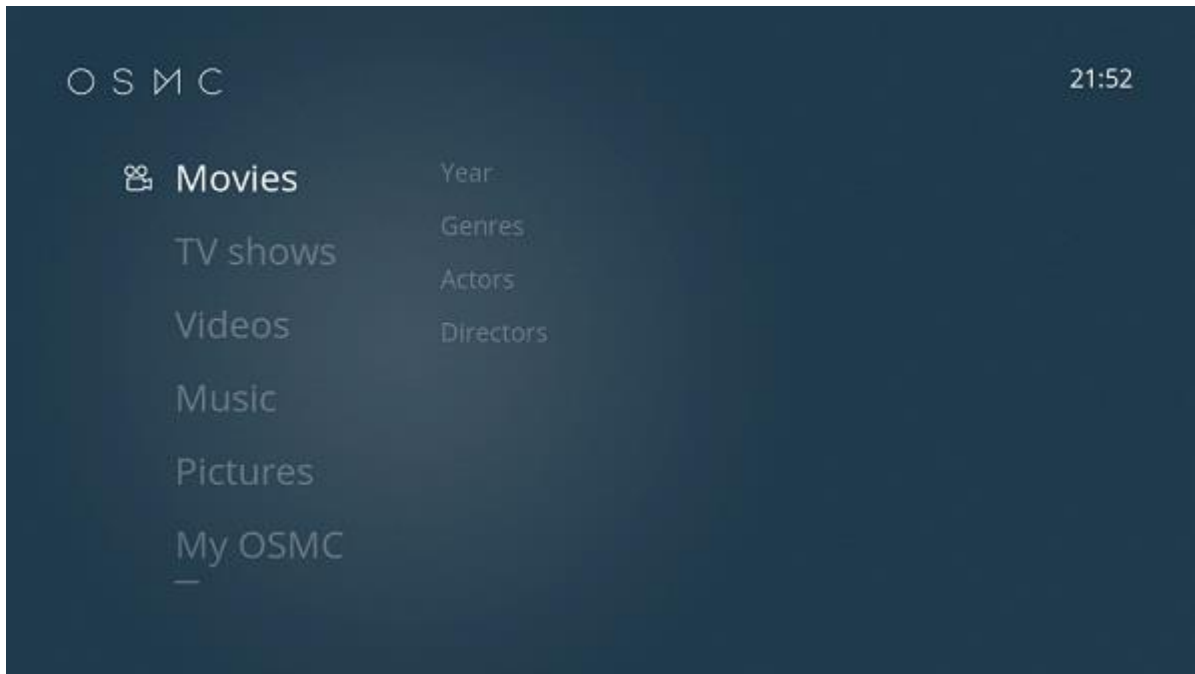 OSMC
21:52
Movies
TV shows
Videos
Music
Pictures
My OSMC
Year
Genres
Actors
Directors